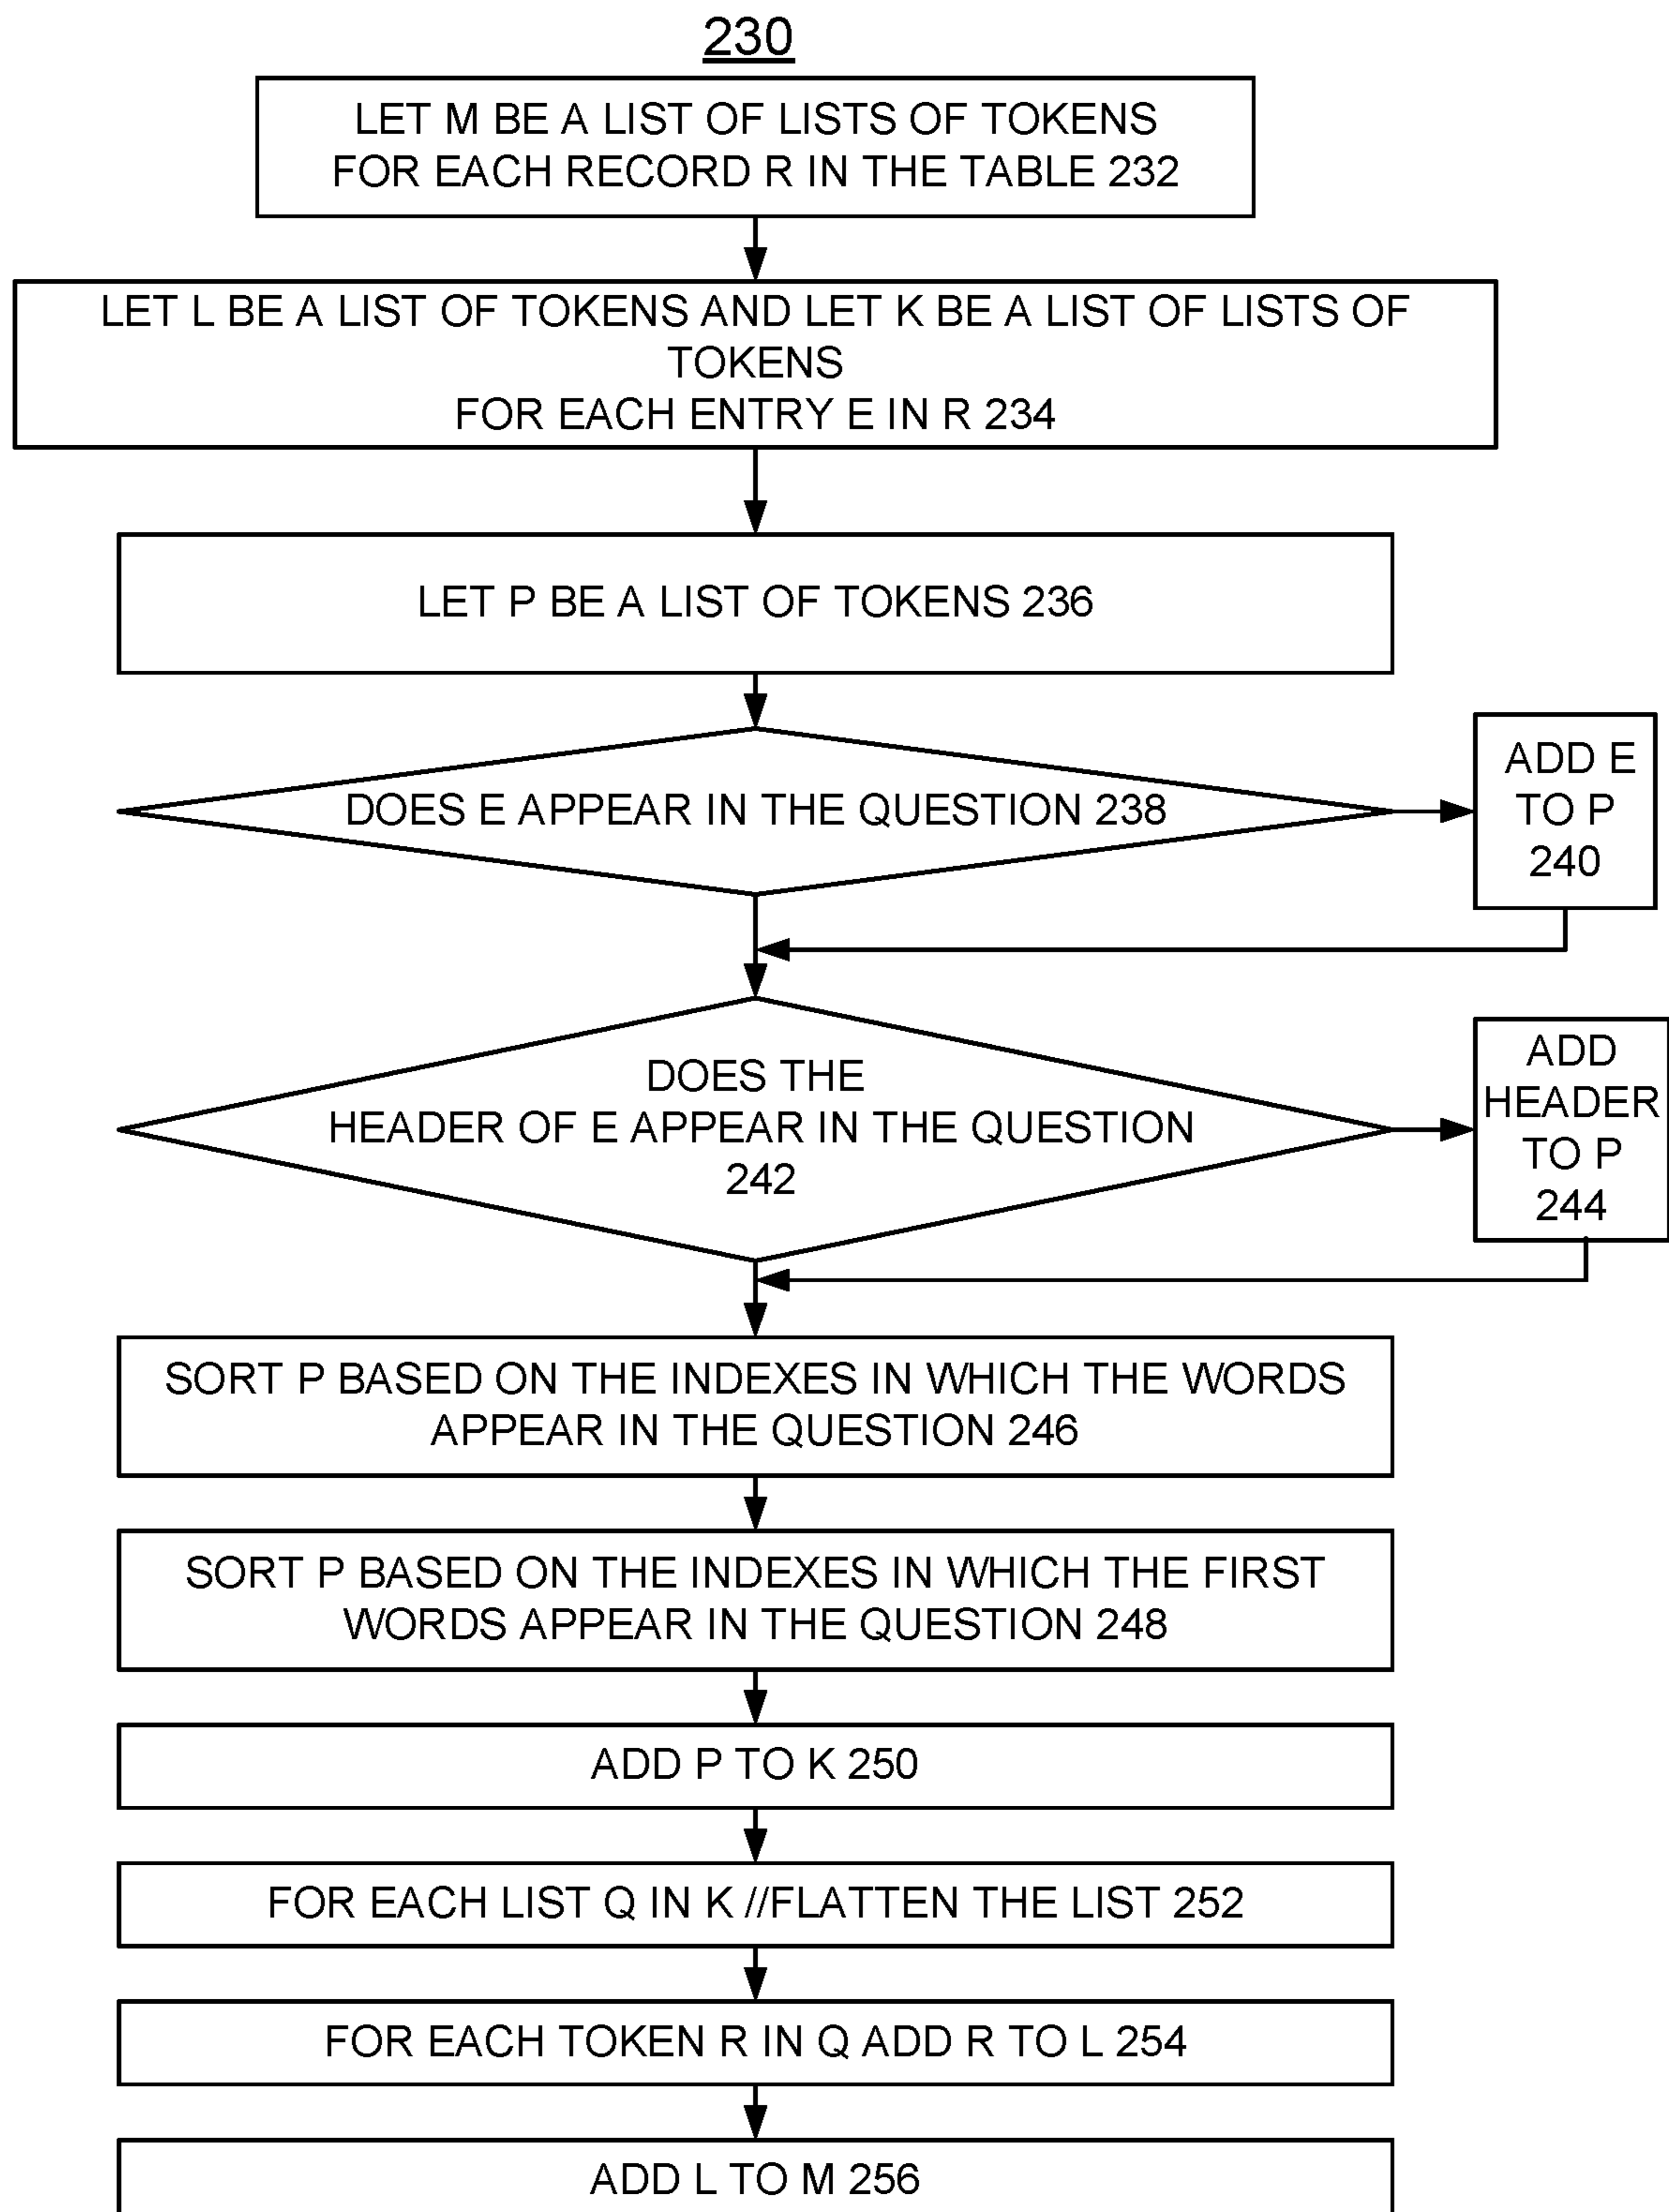 230
LET M BE A LIST OF LISTS OF TOKENS
FOR EACH RECORD R IN THE TABLE 232
LET L BE A LIST OF TOKENS AND LET K BE A LIST OF LISTS OF
TOKENS
FOR EACH ENTRY E IN R 234
LET P BE A LIST OF TOKENS 236
DOES E APPEAR IN THE QUESTION 238
ADD E
TO P
240
DOES THE
HEADER OF E APPEAR IN THE QUESTION
242
ADD
HEADER
TO P
244
SORT P BASED ON THE INDEXES IN WHICH THE WORDS
APPEAR IN THE QUESTION 246
SORT P BASED ON THE INDEXES IN WHICH THE FIRST
WORDS APPEAR IN THE QUESTION 248
ADD P TO K 250
FOR EACH LIST Q IN K //FLATTEN THE LIST 252
FOR EACH TOKEN R IN Q ADD R TO L 254
ADD L TO M 256